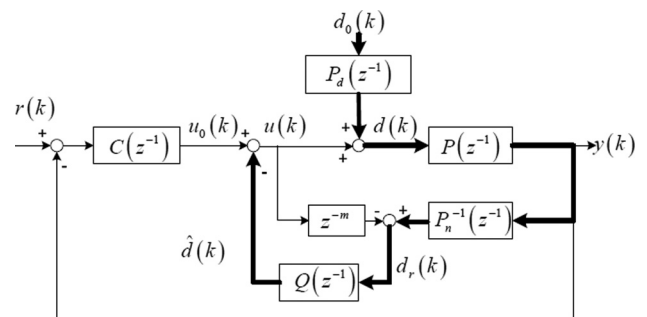 d₀(k)
P_d(z⁻¹)
r(k)
+
-
C(z⁻¹)
u₀(k)
+
-
u(k)
+
+
d(k)
P(z⁻¹)
y(k)
z⁻ᵐ
-
+
P_n⁻¹(z⁻¹)
d̂(k)
Q(z⁻¹)
d_r(k)